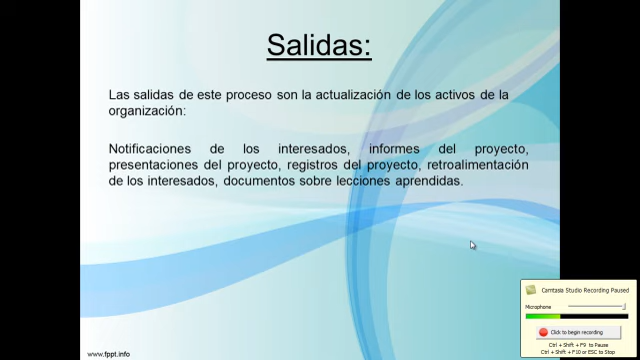 Salidas:
Las salidas de este proceso son la actualización de los activos de la
organización:
Notificaciones de los interesados, informes del proyecto,
presentaciones del proyecto, registros del proyecto, retroalimentación
de los interesados, documentos sobre lecciones aprendidas.
www.fppt.info
Camtasia Studio Recording Paused
Microphone
Click to begin recording
Ctrl + Shift + F9 to Pause
Ctrl + Shift + F10 or ESC to Stop